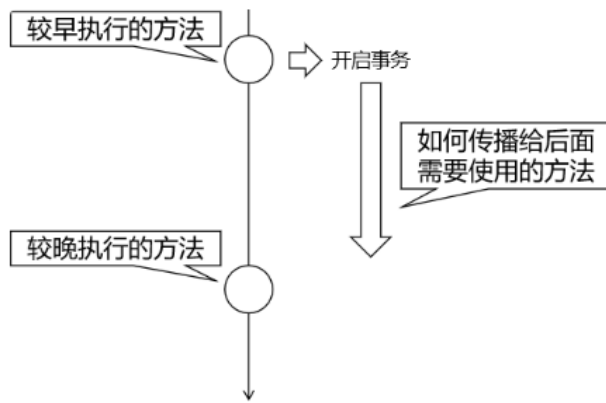 较早执行的方法
开启事务
如何传播给后面
需要使用的方法
较晚执行的方法